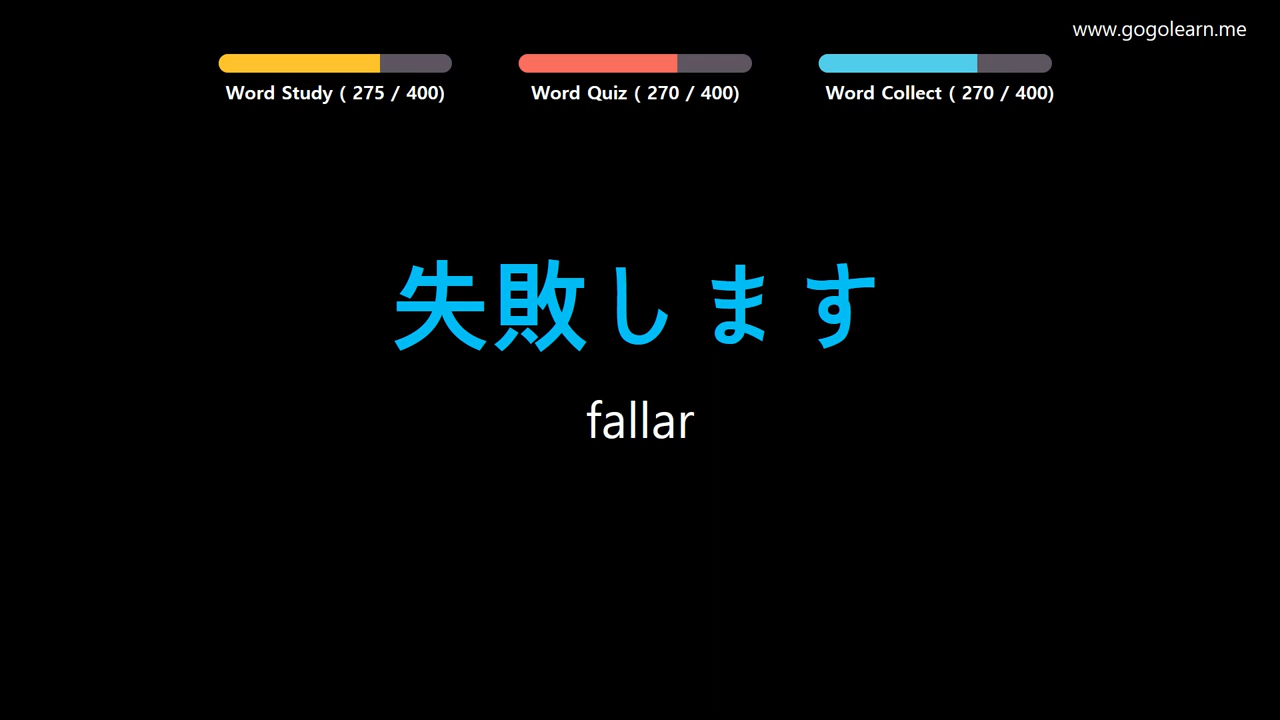 www.gogolearn.me
Word Study ( 275 / 400)
Word Quiz ( 270 / 400)
Word Collect ( 270 / 400)
失敗します
fallar